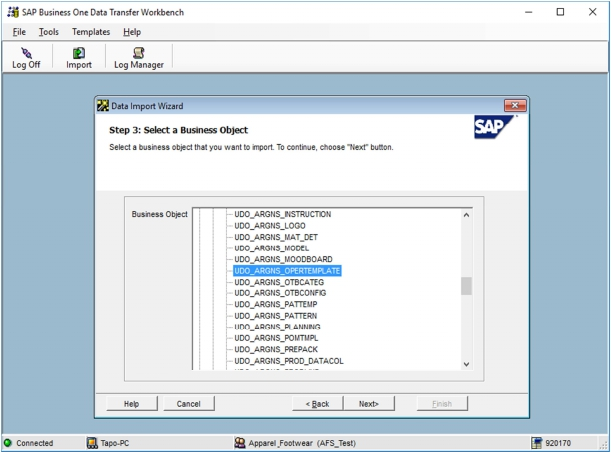 SAP Business One Data Transfer Workbench
File Tools Templates Help
Log Off Import Log Manager
Data Import Wizard
Step 3: Select a Business Object
SAP
Select a business object that you want to import. To continue, choose "Next" button.
Business Object
UDO_ARGNS_INSTRUCTION
UDO_ARGNS_LOGO
UDO_ARGNS_MAT_DET
UDO_ARGNS_MODEL
UDO_ARGNS_MOODBOARD
UDO_ARGNS_OPERTEMPLATE
UDO_ARGNS_OTBCATEG
UDO_ARGNS_OTBCONFIG
UDO_ARGNS_PATTEMP
UDO_ARGNS_PATTERN
UDO_ARGNS_PLANNING
UDO_ARGNS_POMTMPL
UDO_ARGNS_PREPACK
UDO_ARGNS_PROD_DATACOL
Help Cancel < Back Next> Finish
Connected Tapo-PC Apparel_Footwear (AFS_Test) 920170